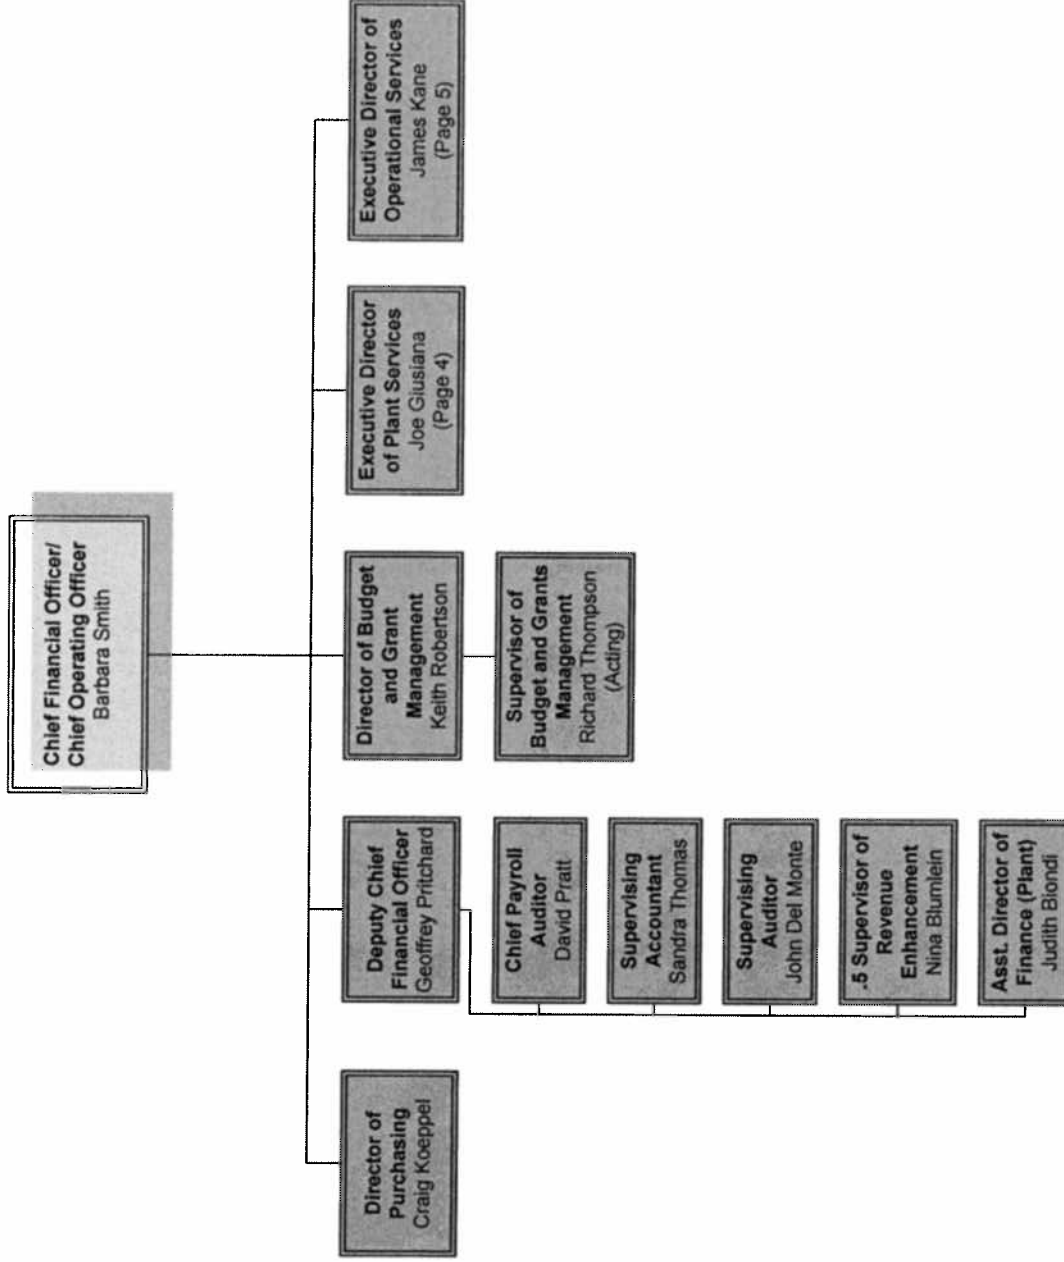 Chief Financial Officer/
Chief Operating Officer
Barbara Smith
Director of
Purchasing
Craig Koeppel
Deputy Chief
Financial Officer
Geoffrey Pritchard
Chief Payroll
Auditor
David Pratt
Supervising
Accountant
Sandra Thomas
Supervising
Auditor
John Del Monte
.5 Supervisor of
Revenue
Enhancement
Nina Blumlein
Asst. Director of
Finance (Plant)
Judith Biondi
Director of Budget
and Grant
Management
Keith Robertson
Supervisor of
Budget and Grants
Management
Richard Thompson
(Acting)
Executive Director
of Plant Services
Joe Giusiana
(Page 4)
Executive Director of
Operational Services
James Kane
(Page 5)